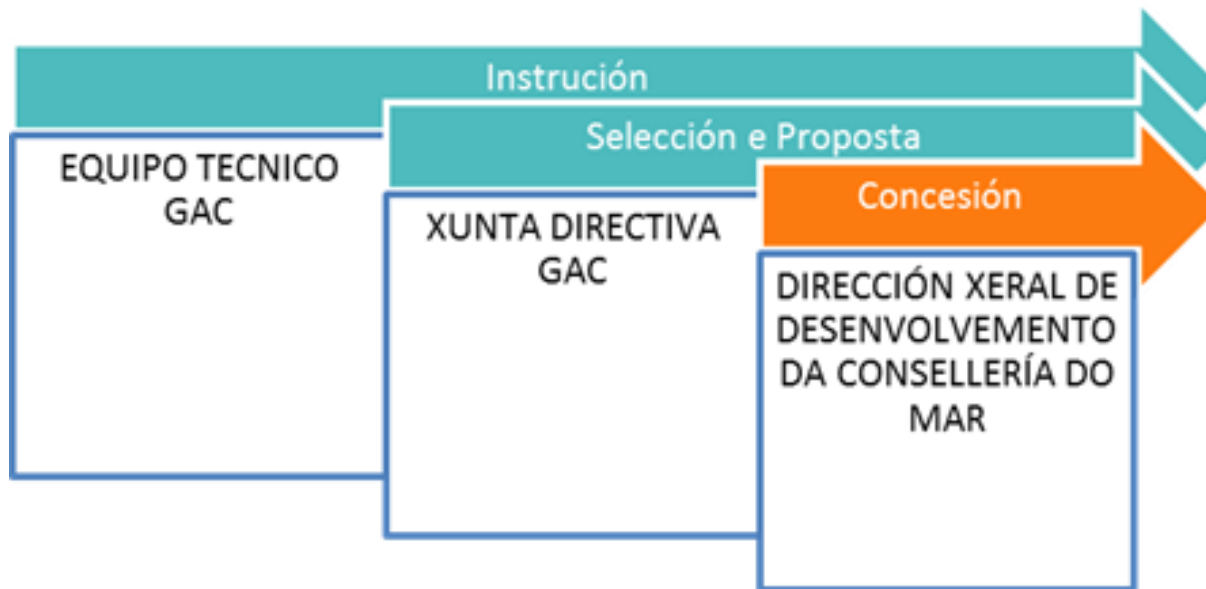 Instrución
Selección e Proposta
Concesión
EQUIPO TECNICO
GAC
XUNTA DIRECTIVA
GAC
DIRECCIÓN XERAL DE
DESENVOLVEMENTO
DA CONSELLERÍA DO
MAR